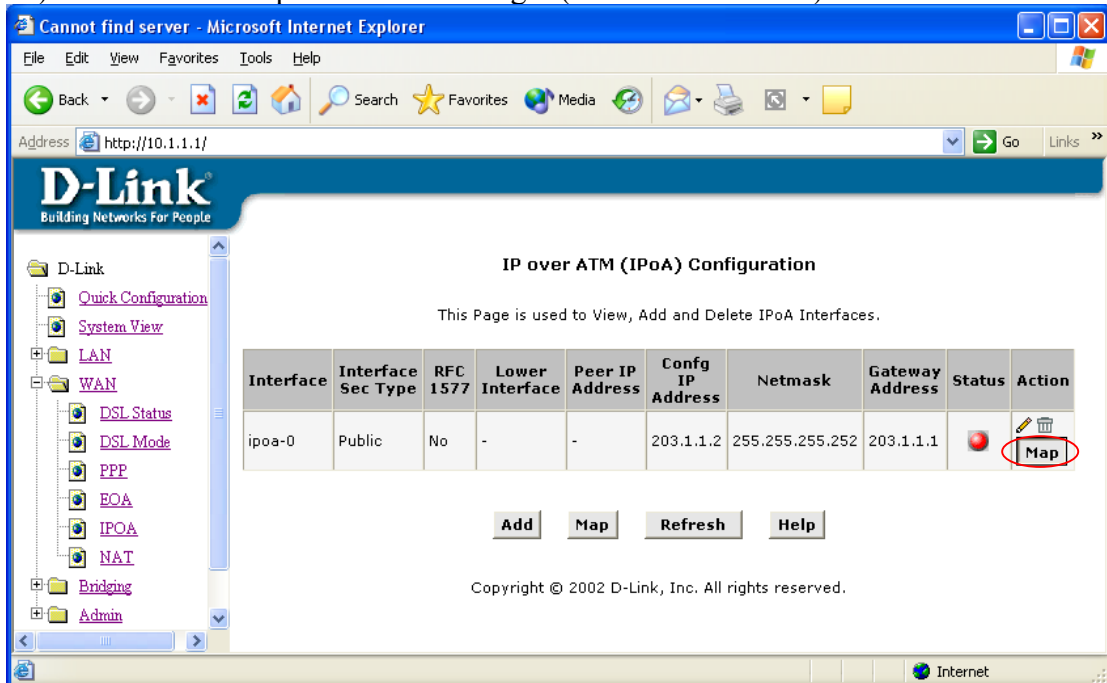 Cannot find server - Microsoft Internet Explorer
File Edit View Favorites Tools Help
Back Search Favorites Media
Address http://10.1.1.1/ Go Links »
D-Link
Building Networks For People
D-Link
Quick Configuration
System View
LAN
WAN
DSL Status
DSL Mode
PPP
EOA
IPOA
NAT
Bridging
Admin
IP over ATM (IPoA) Configuration
This Page is used to View, Add and Delete IPoA Interfaces.
Interface Interface Sec Type RFC 1577 Lower Interface Peer IP Address Confg IP Address Netmask Gateway Address Status Action
ipoa-0 Public No - - 203.1.1.2 255.255.255.252 203.1.1.1 Map
Add Map Refresh Help
Copyright © 2002 D-Link, Inc. All rights reserved.
Internet